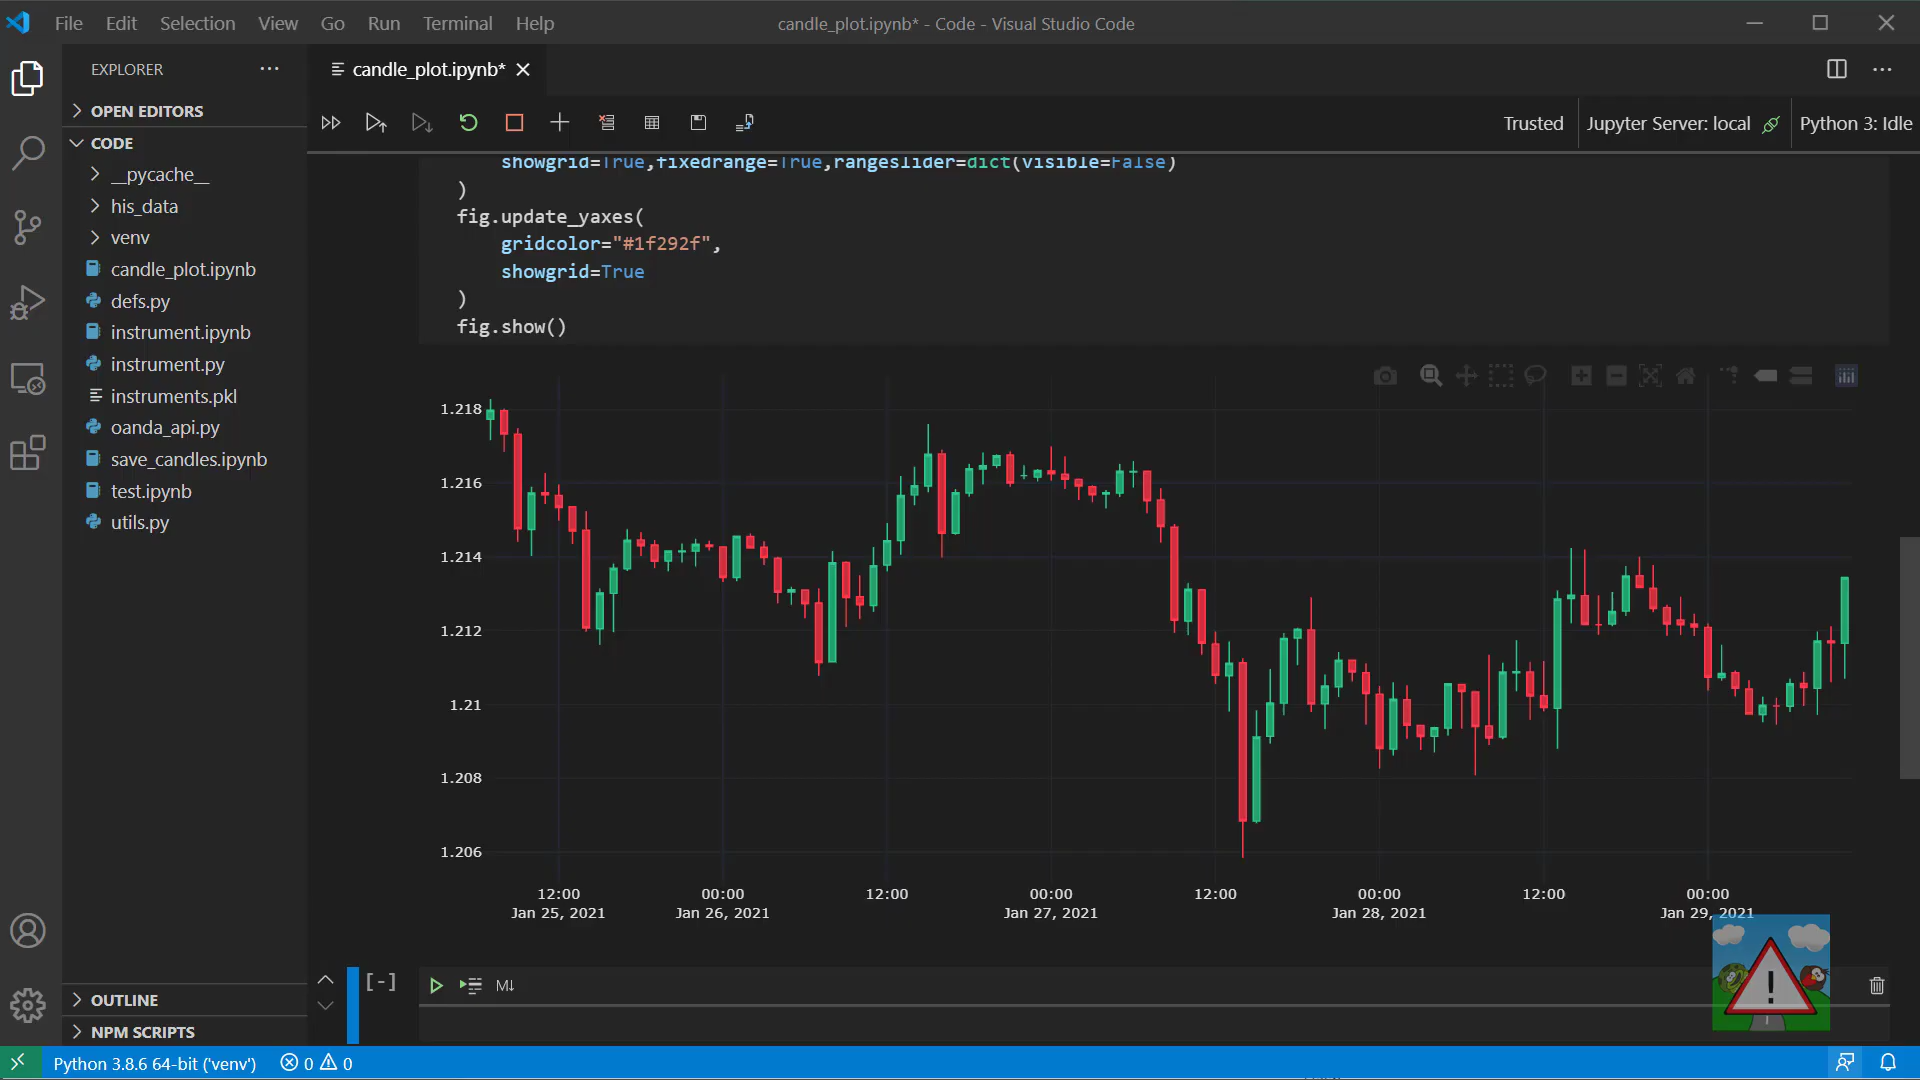 File Edit Selection View Go Run Terminal Help
candle_plot.ipynb* - Code - Visual Studio Code
EXPLORER
candle_plot.ipynb*
OPEN EDITORS
CODE
Trusted
Jupyter Server: local
Python 3: Idle
__pycache__
his_data
venv
candle_plot.ipynb
defs.py
instrument.ipynb
instrument.py
instruments.pkl
oanda_api.py
save_candles.ipynb
test.ipynb
utils.py
showgrid=True,fixedrange=True,rangeslider=dict(visible=False)
)
fig.update_yaxes(
gridcolor="#1f292f",
showgrid=True
)
fig.show()
1.218
1.216
1.214
1.212
1.21
1.208
1.206
12:00 00:00 12:00 00:00 12:00 00:00 12:00 00:00
Jan 25, 2021 Jan 26, 2021 Jan 27, 2021 Jan 28, 2021 Jan 29, 2021
[-]
M↓
OUTLINE
NPM SCRIPTS
Python 3.8.6 64-bit ('venv') 0 0